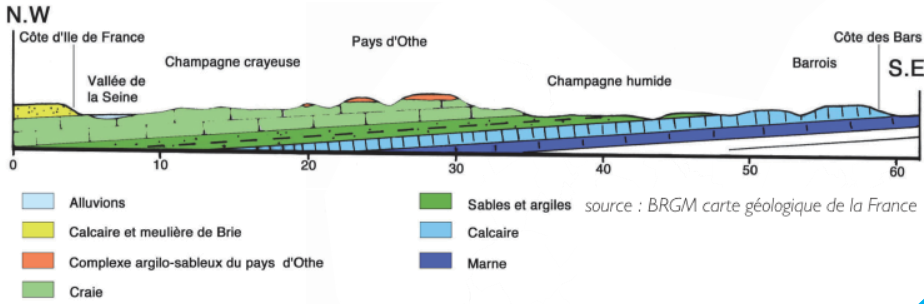 N.W
Côte d'Ile de France
Vallée de
la Seine
Champagne crayeuse
Pays d'Othe
Champagne humide
Côte des Bars
Barrois
S.E
0
10
20
30
40
50
60
Alluvions
Calcaire et meulière de Brie
Complexe argilo-sableux du pays d'Othe
Craie
Sables et argiles
Calcaire
Marne
source : BRGM carte géologique de la France